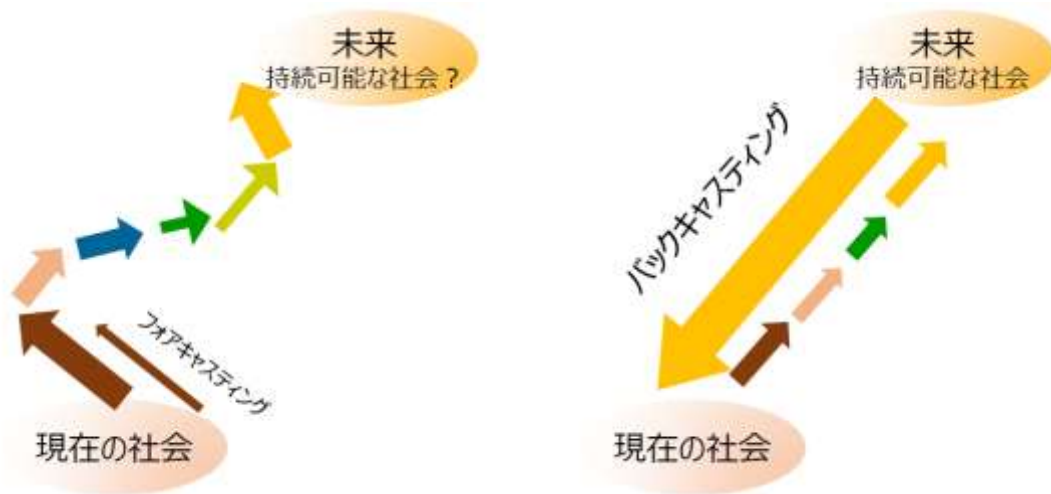 未来
持続可能な社会？
フォアキャスティング
現在の社会
未来
持続可能な社会
バックキャスティング
現在の社会